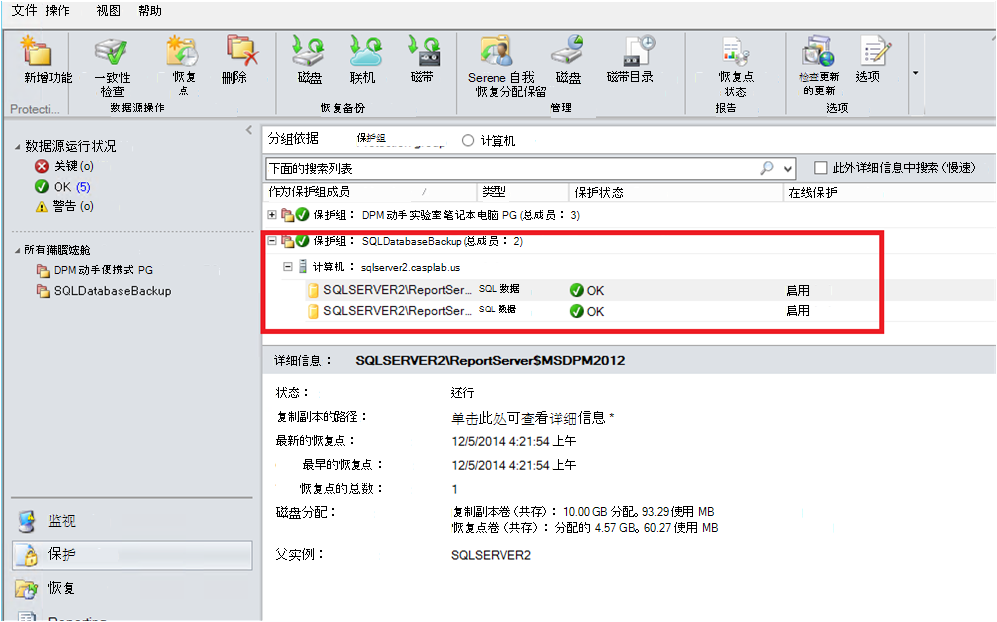 文件 操作 视图 帮助
新增功能
Protecti...
一致性
检查
恢复
点
删除
数据源操作
磁盘
联机
磁带
恢复备份
Serene 自我
恢复分配保留
磁盘
磁带目录
管理
恢复点
状态
报告
检查更新
的更新
选项
选项
数据源运行状况
关键 (o)
OK (5)
警告 (o)
所有
DPM 动手便携式 PG
SQLDatabaseBackup
监视
保护
恢复
分组依据 保护组 计算机
下面的搜索列表 此外详细信息中搜索 (慢速)
作为保护组成员 / 类型 保护状态 在线保护
保护组： DPM 动手实验室笔记本电脑 PG (总成员： 3)
保护组： SQLDatabaseBackup (总成员： 2)
计算机： sqlserver2.casplab.us
SQLSERVER2\ReportSer... SQL 数据 OK 启用
SQLSERVER2\ReportSer... SQL 数据 OK 启用
详细信息： SQLSERVER2\ReportServer$MSDPM2012
状态： 还行
复制副本的路径： 单击此处可查看详细信息 *
最新的恢复点： 12/5/2014 4:21:54 上午
最早的恢复点： 12/5/2014 4:21:54 上午
恢复点的总数： 1
磁盘分配： 复制副本卷 (共存)： 10.00 GB 分配。93.29 使用 MB
恢复点卷 (共存)： 分配的 4.57 GB。60.27 使用 MB
父实例： SQLSERVER2